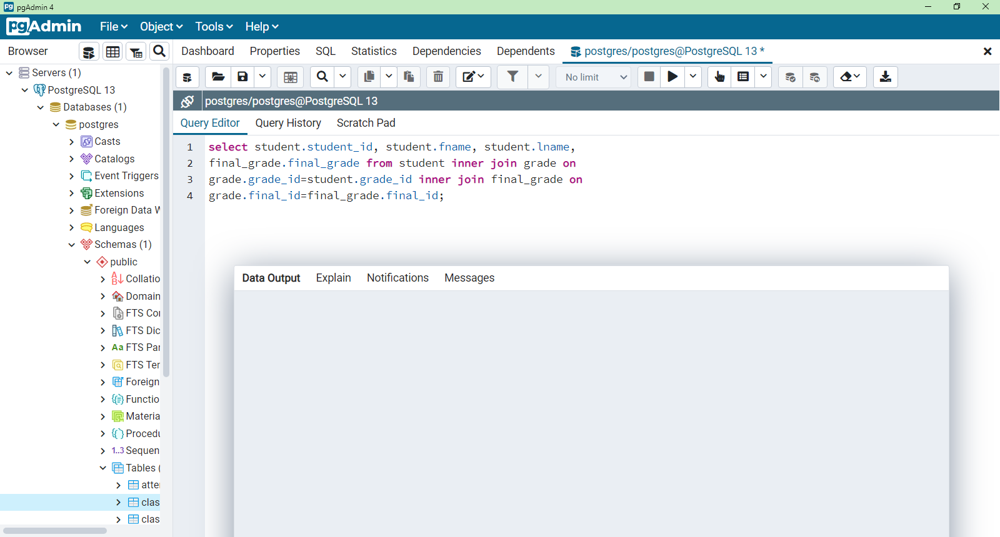 pgAdmin 4
pgAdmin File Object Tools Help
Browser Dashboard Properties SQL Statistics Dependencies Dependents postgres/postgres@PostgreSQL 13 *
No limit
postgres/postgres@PostgreSQL 13
Query Editor Query History Scratch Pad
1 select student.student_id, student.fname, student.lname,
2 final_grade.final_grade from student inner join grade on
3 grade.grade_id=student.grade_id inner join final_grade on
4 grade.final_id=final_grade.final_id;
Data Output Explain Notifications Messages
Servers (1)
PostgreSQL 13
Databases (1)
postgres
Casts
Catalogs
Event Triggers
Extensions
Foreign Data W
Languages
Schemas (1)
public
Collatio
Domain
FTS Con
FTS Dic
Aa FTS Par
FTS Ter
Foreign
Functio
Materia
Procedu
1..3 Sequen
Tables (
atte
clas
clas